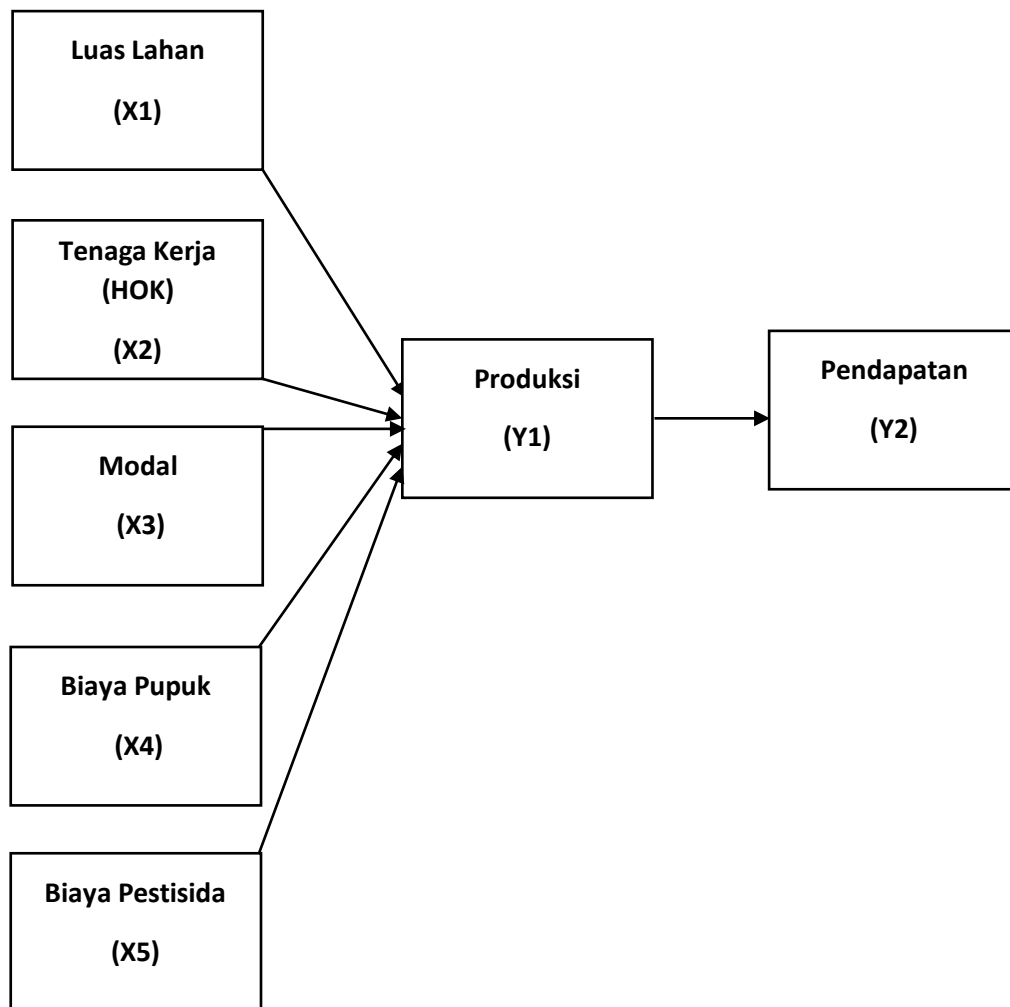 Luas Lahan
(X1)
Tenaga Kerja
(HOK)
(X2)
Modal
(X3)
Biaya Pupuk
(X4)
Biaya Pestisida
(X5)
Produksi
(Y1)
Pendapatan
(Y2)